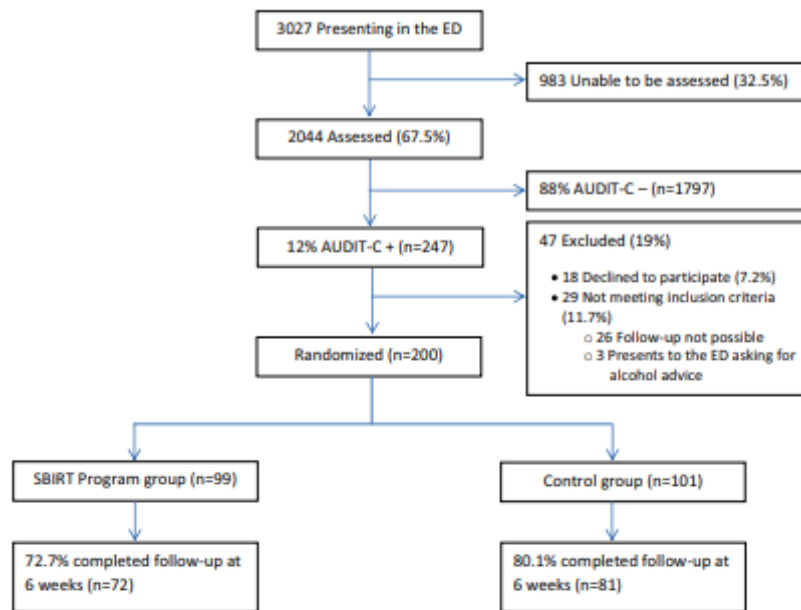 3027 Presenting in the ED
983 Unable to be assessed (32.5%)
2044 Assessed (67.5%)
88% AUDIT-C – (n=1797)
12% AUDIT-C + (n=247)
47 Excluded (19%)
• 18 Declined to participate (7.2%)
• 29 Not meeting inclusion criteria
(11.7%)
o 26 Follow-up not possible
o 3 Presents to the ED asking for
alcohol advice
Randomized (n=200)
SBIRT Program group (n=99)
Control group (n=101)
72.7% completed follow-up at
6 weeks (n=72)
80.1% completed follow-up at
6 weeks (n=81)